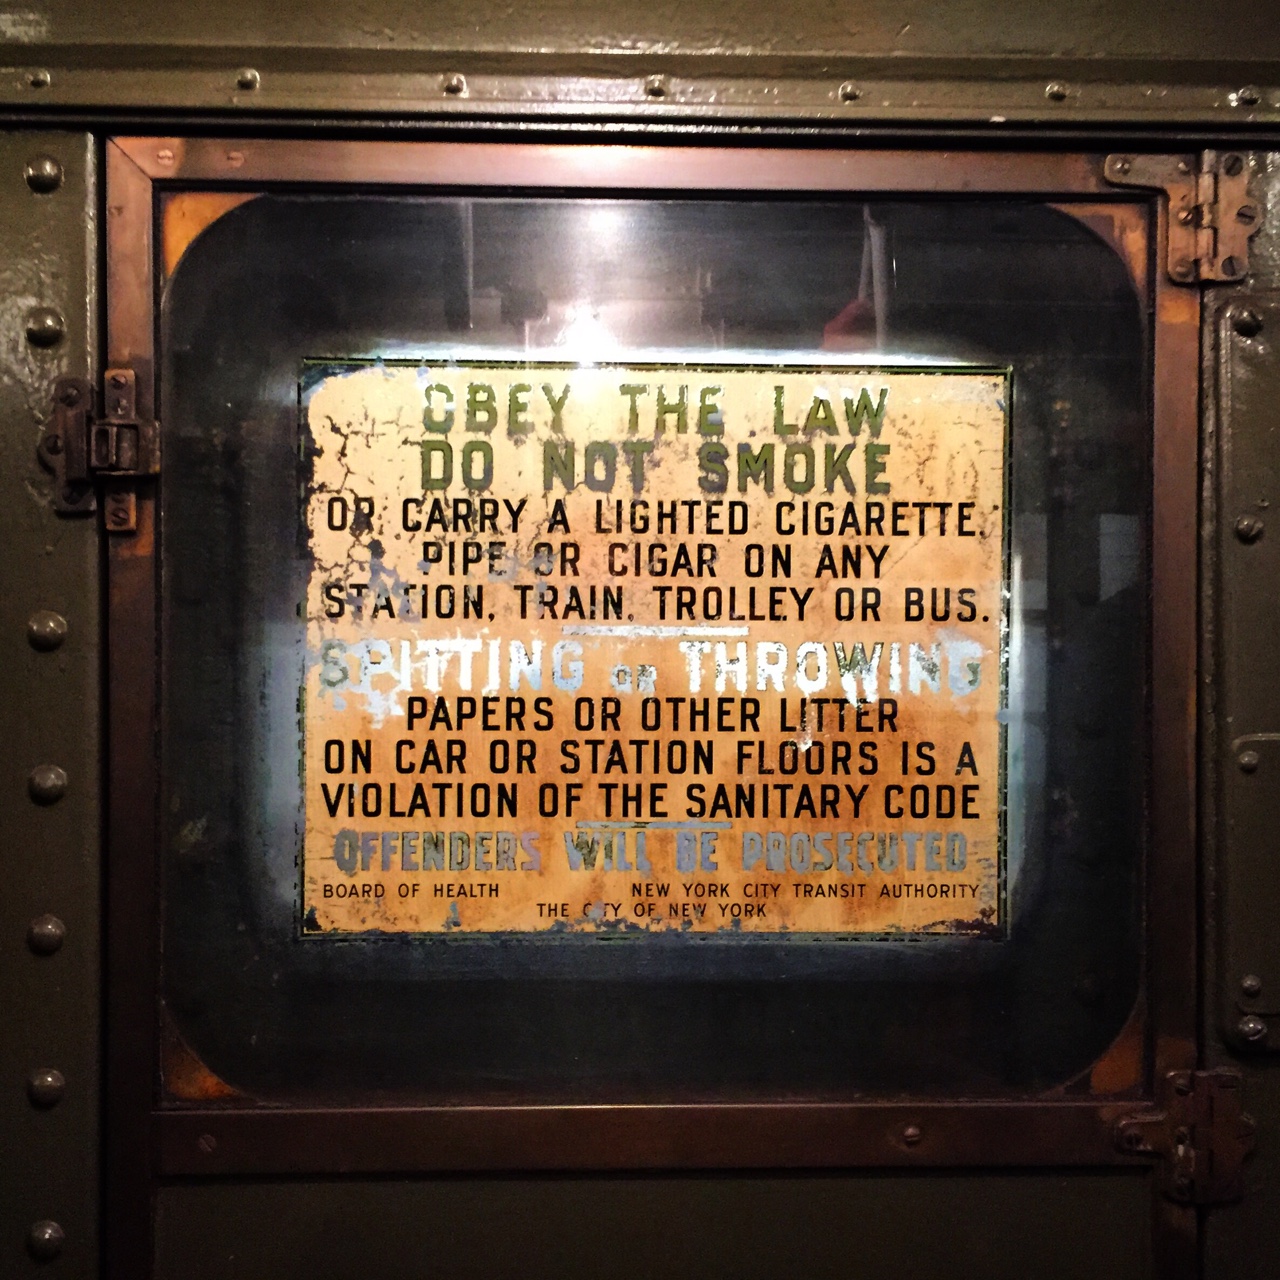 OBEY THE LAW
DO NOT SMOKE
OR CARRY A LIGHTED CIGARETTE,
PIPE OR CIGAR ON ANY
STATION, TRAIN, TROLLEY OR BUS.
SPITTING OR THROWING
PAPERS OR OTHER LITTER
ON CAR OR STATION FLOORS IS A
VIOLATION OF THE SANITARY CODE
OFFENDERS WILL BE PROSECUTED
BOARD OF HEALTH NEW YORK CITY TRANSIT AUTHORITY
THE CITY OF NEW YORK